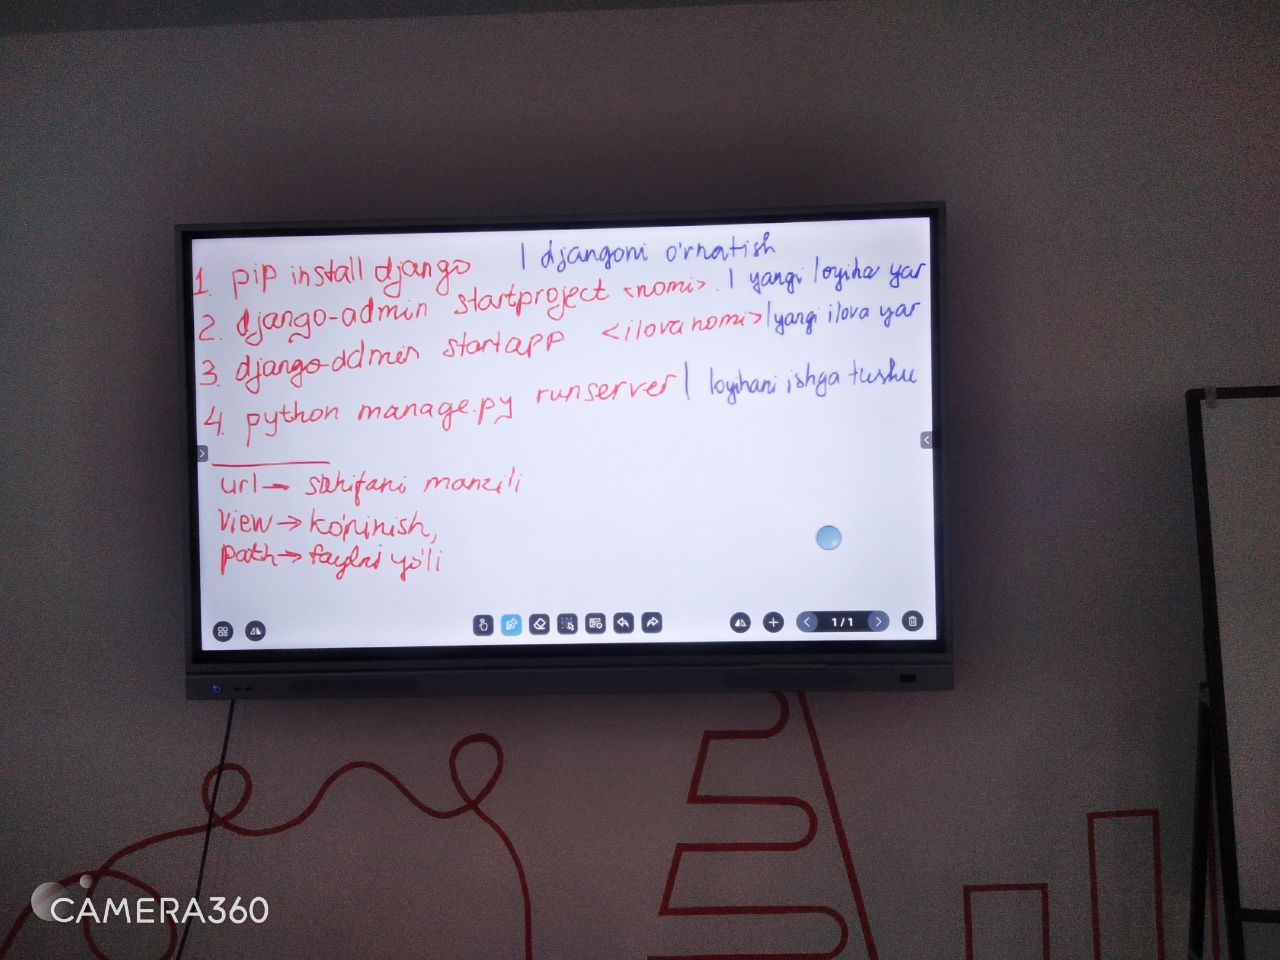 1. pip install django | djangoni o'rnatish
2. django-admin startproject <nomi>. | yangi loyiha yar
3. django-admin startapp <ilova nomi> | yangi ilova yar
4. python manage.py runserver | loyihani ishga tushu
url → sahifani manzili
view → ko'rinish,
path → faylni yo'li
1/1
CAMERA360